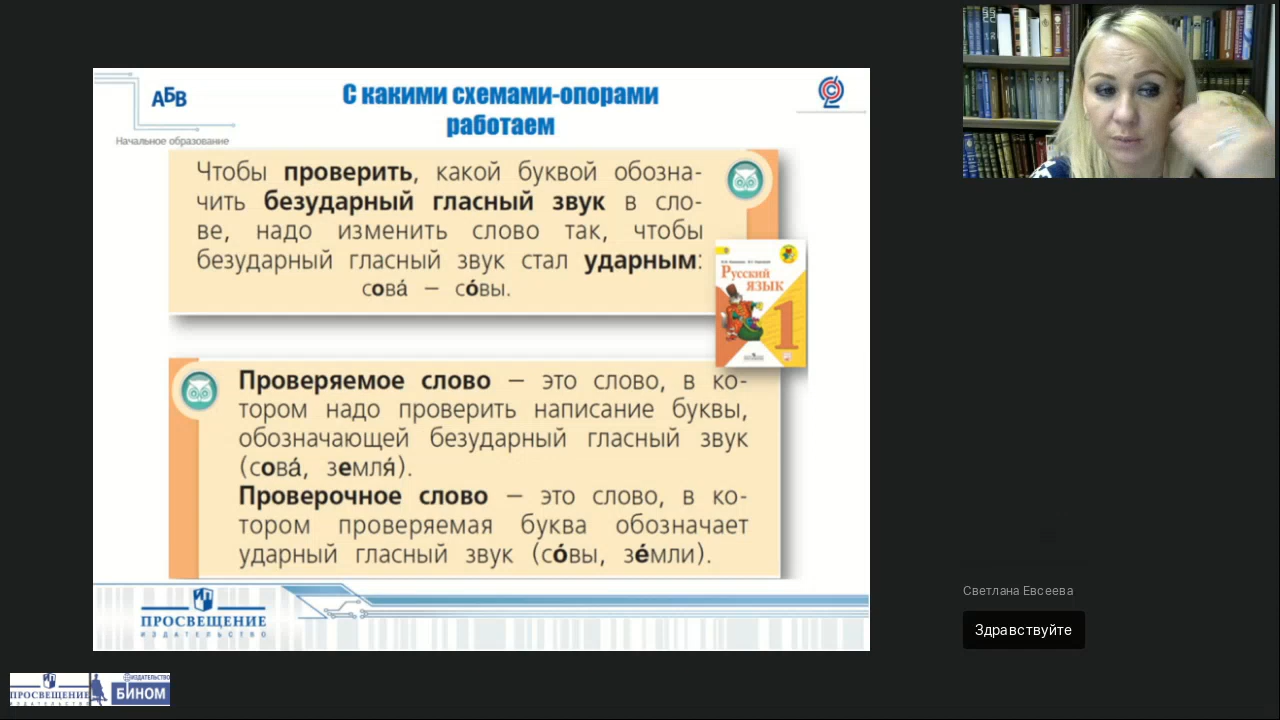 АБВ
Начальное образование
С какими схемами-опорами
работаем
Чтобы проверить, какой буквой обозна-
чить безударный гласный звук в сло-
ве, надо изменить слово так, чтобы
безударный гласный звук стал ударным:
сова́ – со́вы.
Русский
язык
1
Проверяемое слово – это слово, в ко-
тором надо проверить написание буквы,
обозначающей безударный гласный звук
(сова́, земля́).
Проверочное слово – это слово, в ко-
тором проверяемая буква обозначает
ударный гласный звук (со́вы, зе́мли).
ПРОСВЕЩЕНИЕ
ИЗДАТЕЛЬСТВО
Светлана Евсеева
Здравствуйте
ПРОСВЕЩЕНИЕ
ИЗДАТЕЛЬСТВО
ИЗДАТЕЛЬСТВО
БИНОМ